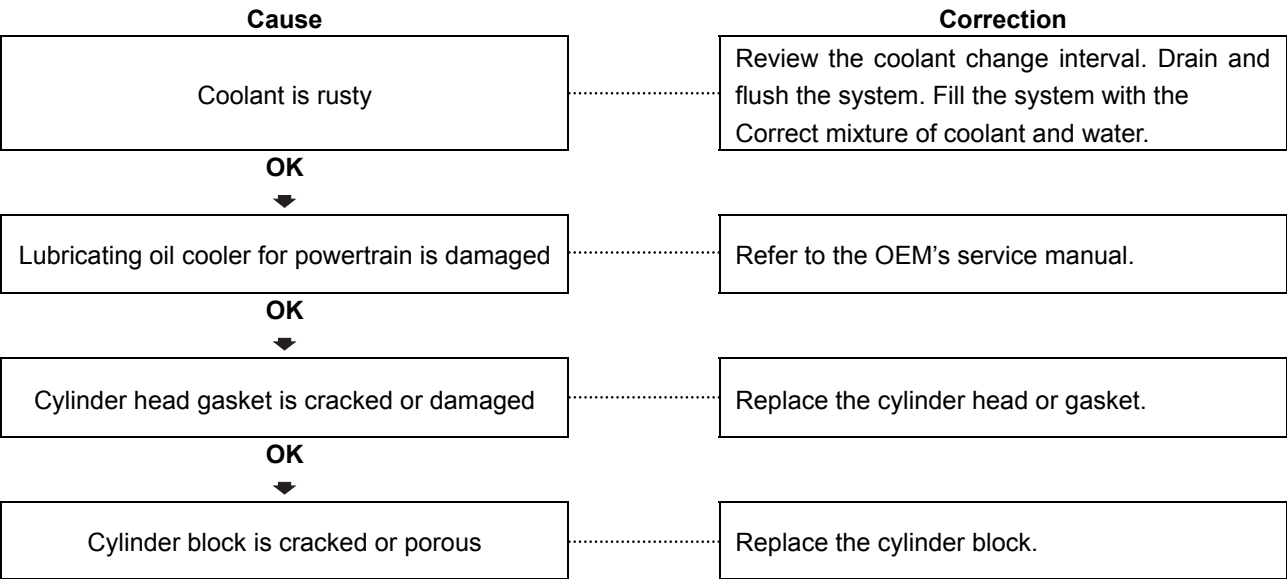 Cause
Correction
Coolant is rusty
Review the coolant change interval. Drain and
flush the system. Fill the system with the
Correct mixture of coolant and water.
OK
Lubricating oil cooler for powertrain is damaged
Refer to the OEM’s service manual.
OK
Cylinder head gasket is cracked or damaged
Replace the cylinder head or gasket.
OK
Cylinder block is cracked or porous
Replace the cylinder block.